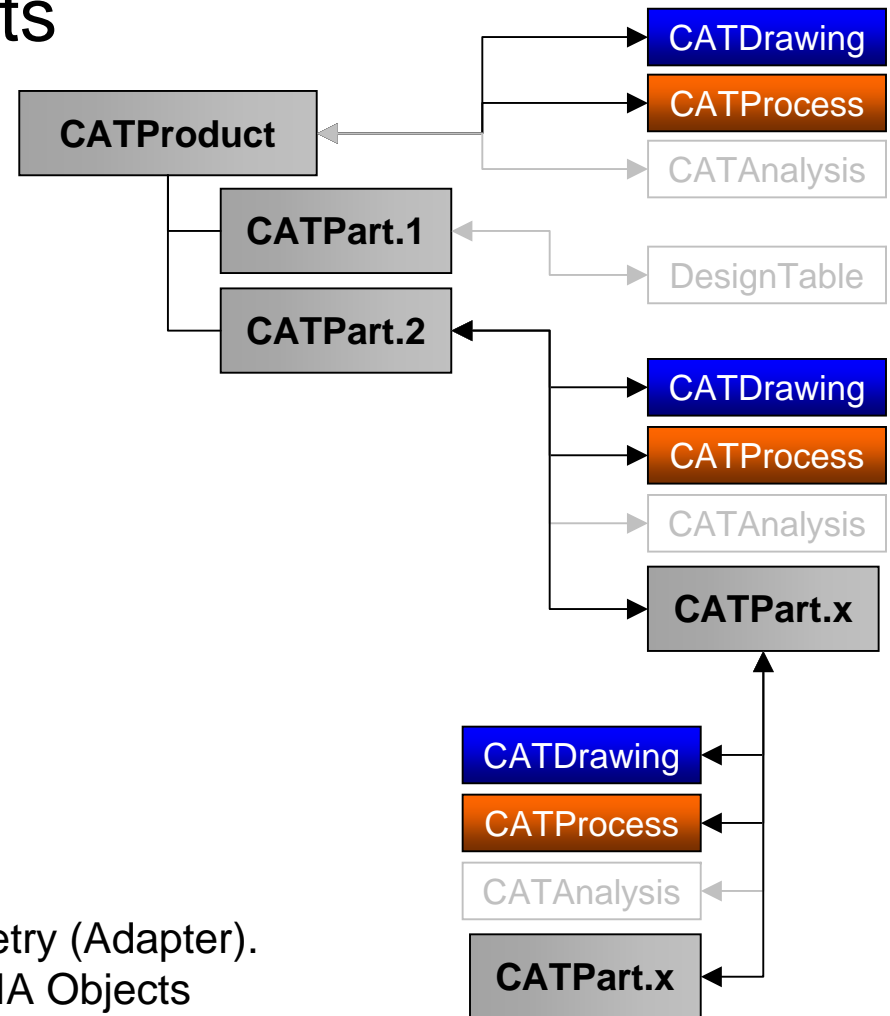 ts
CATDrawing
CATProcess
CATProduct
CATAnalysis
CATPart.1
DesignTable
CATPart.2
CATDrawing
CATProcess
CATAnalysis
CATPart.x
CATDrawing
CATProcess
CATAnalysis
etry (Adapter).
IA Objects
CATPart.x